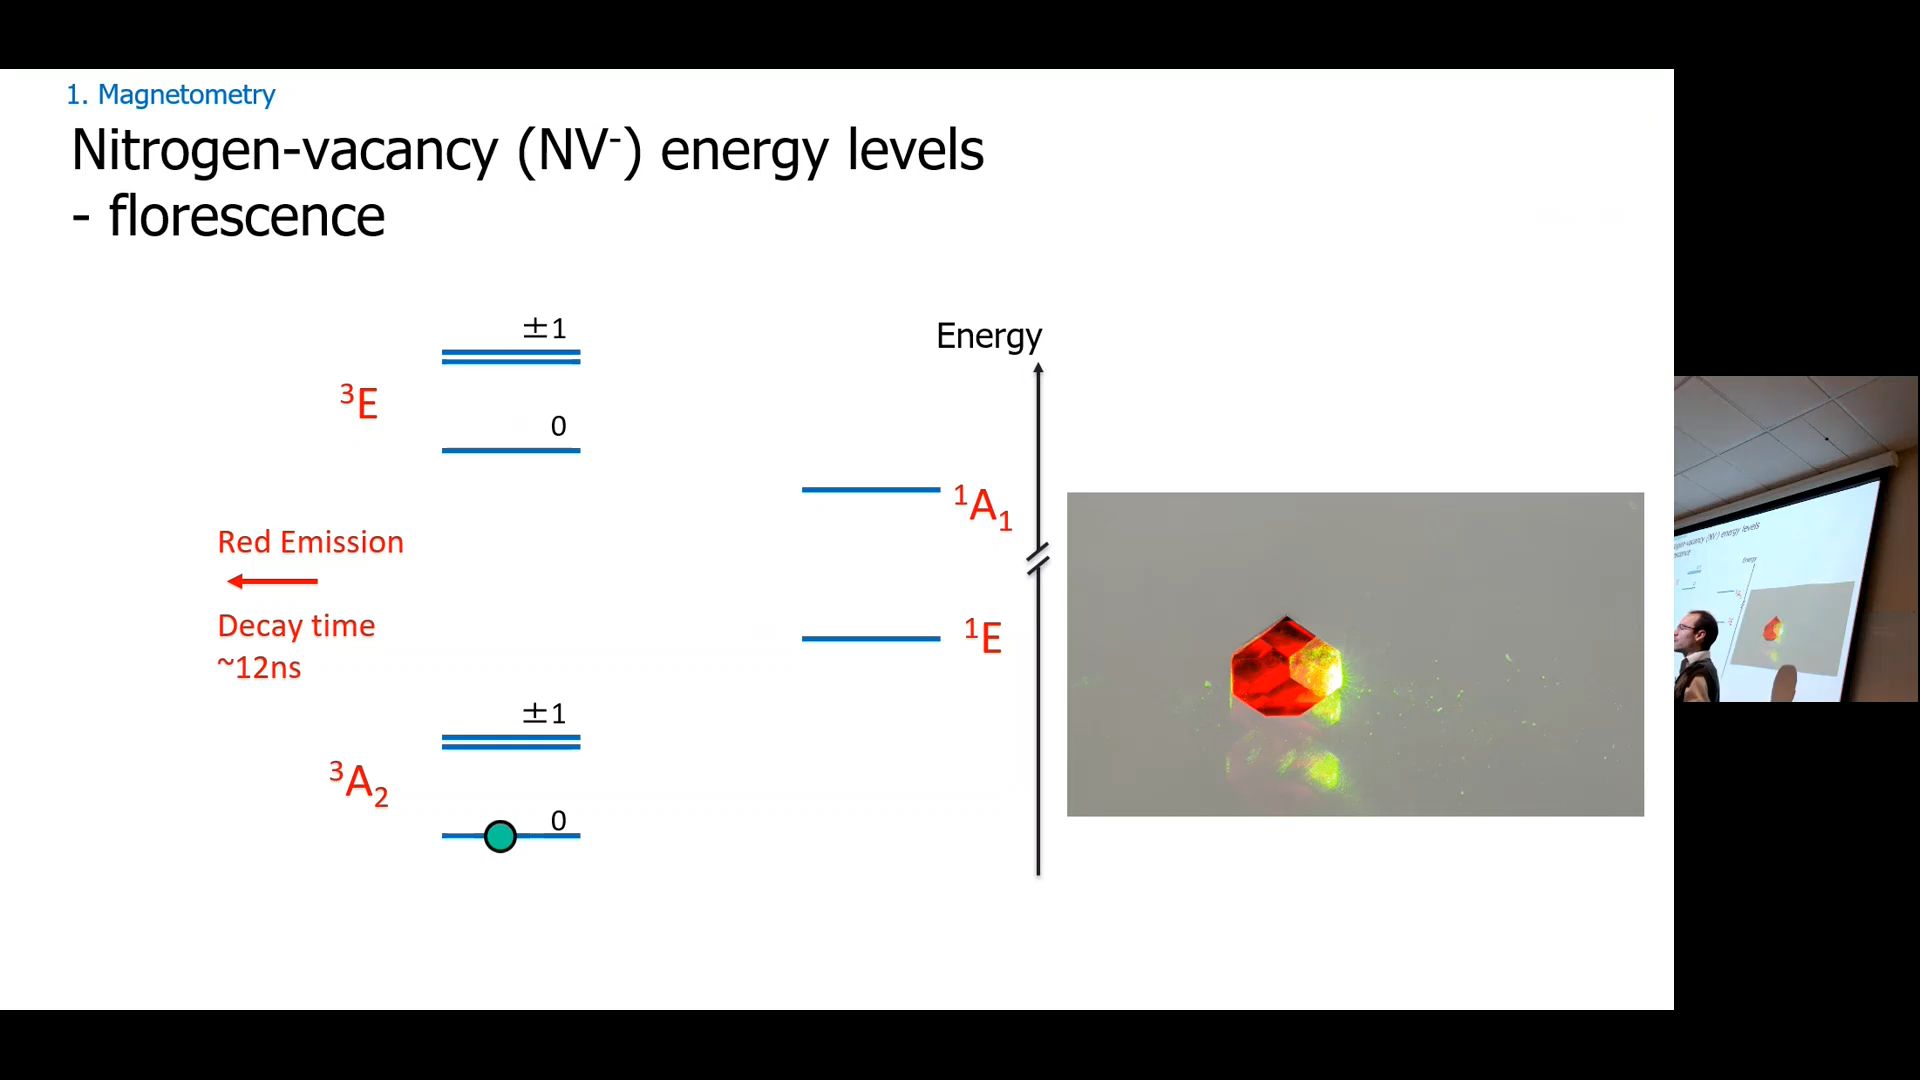 1. Magnetometry
Nitrogen-vacancy (NV⁻) energy levels
- florescence
±1
³E
0
Energy
¹A₁
Red Emission
Decay time
~12ns
¹E
±1
³A₂
0